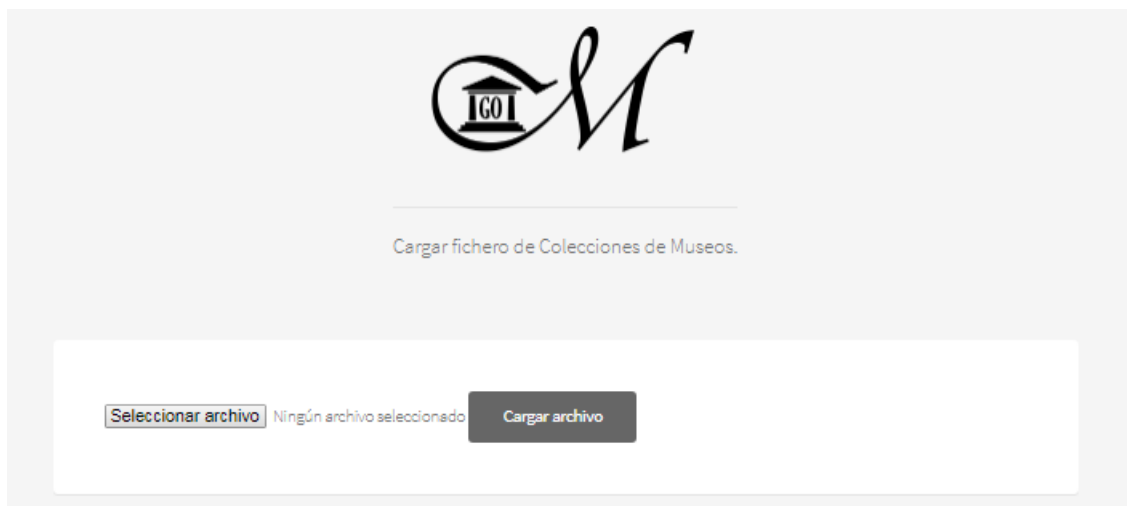 GO
M
Cargar fichero de Colecciones de Museos.
Seleccionar archivo Ningún archivo seleccionado Cargar archivo